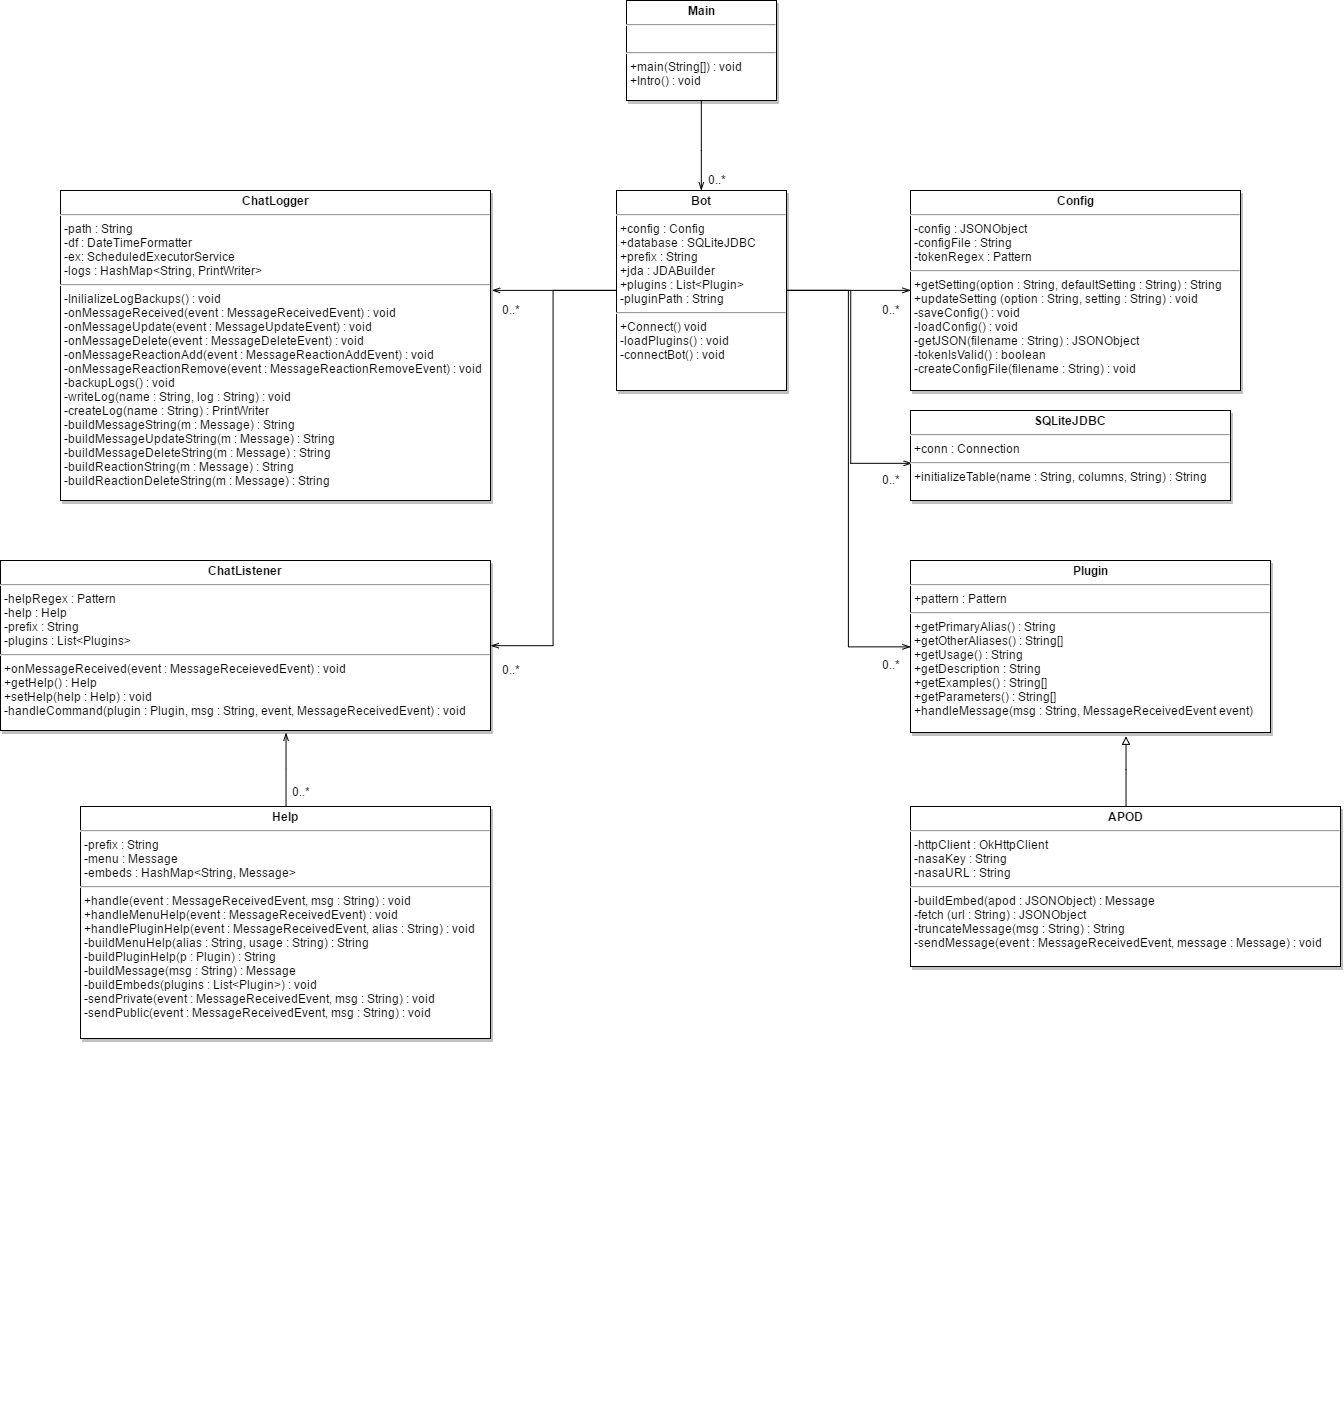 Main
+main(String[]) : void
+Intro() : void
0..*
ChatLogger
-path : String
-df : DateTimeFormatter
-ex: ScheduledExecutorService
-logs : HashMap<String, PrintWriter>
-InilializeLogBackups() : void
-onMessageReceived(event : MessageReceivedEvent) : void
-onMessageUpdate(event : MessageUpdateEvent) : void
-onMessageDelete(event : MessageDeleteEvent) : void
-onMessageReactionAdd(event : MessageReactionAddEvent) : void
-onMessageReactionRemove(event : MessageReactionRemoveEvent) : void
-backupLogs() : void
-writeLog(name : String, log : String) : void
-createLog(name : String) : PrintWriter
-buildMessageString(m : Message) : String
-buildMessageUpdateString(m : Message) : String
-buildMessageDeleteString(m : Message) : String
-buildReactionString(m : Message) : String
-buildReactionDeleteString(m : Message) : String
0..*
Bot
+config : Config
+database : SQLiteJDBC
+prefix : String
+jda : JDABuilder
+plugins : List<Plugin>
-pluginPath : String
+Connect() void
-loadPlugins() : void
-connectBot() : void
Config
-config : JSONObject
-configFile : String
-tokenRegex : Pattern
+getSetting(option : String, defaultSetting : String) : String
+updateSetting (option : String, setting : String) : void
-saveConfig() : void
-loadConfig() : void
-getJSON(filename : String) : JSONObject
-tokenIsValid() : boolean
-createConfigFile(filename : String) : void
0..*
SQLiteJDBC
+conn : Connection
+initializeTable(name : String, columns, String) : String
0..*
ChatListener
-helpRegex : Pattern
-help : Help
-prefix : String
-plugins : List<Plugins>
+onMessageReceived(event : MessageReceievedEvent) : void
+getHelp() : Help
+setHelp(help : Help) : void
-handleCommand(plugin : Plugin, msg : String, event, MessageReceivedEvent) : void
0..*
Plugin
+pattern : Pattern
+getPrimaryAlias() : String
+getOtherAliases() : String[]
+getUsage() : String
+getDescription : String
+getExamples() : String[]
+getParameters() : String[]
+handleMessage(msg : String, MessageReceivedEvent event)
0..*
0..*
Help
-prefix : String
-menu : Message
-embeds : HashMap<String, Message>
+handle(event : MessageReceivedEvent, msg : String) : void
+handleMenuHelp(event : MessageReceivedEvent) : void
+handlePluginHelp(event : MessageReceivedEvent, alias : String) : void
-buildMenuHelp(alias : String, usage : String) : String
-buildPluginHelp(p : Plugin) : String
-buildMessage(msg : String) : Message
-buildEmbeds(plugins : List<Plugin>) : void
-sendPrivate(event : MessageReceivedEvent, msg : String) : void
-sendPublic(event : MessageReceivedEvent, msg : String) : void
APOD
-httpClient : OkHttpClient
-nasaKey : String
-nasaURL : String
-buildEmbed(apod : JSONObject) : Message
-fetch (url : String) : JSONObject
-truncateMessage(msg : String) : String
-sendMessage(event : MessageReceivedEvent, message : Message) : void